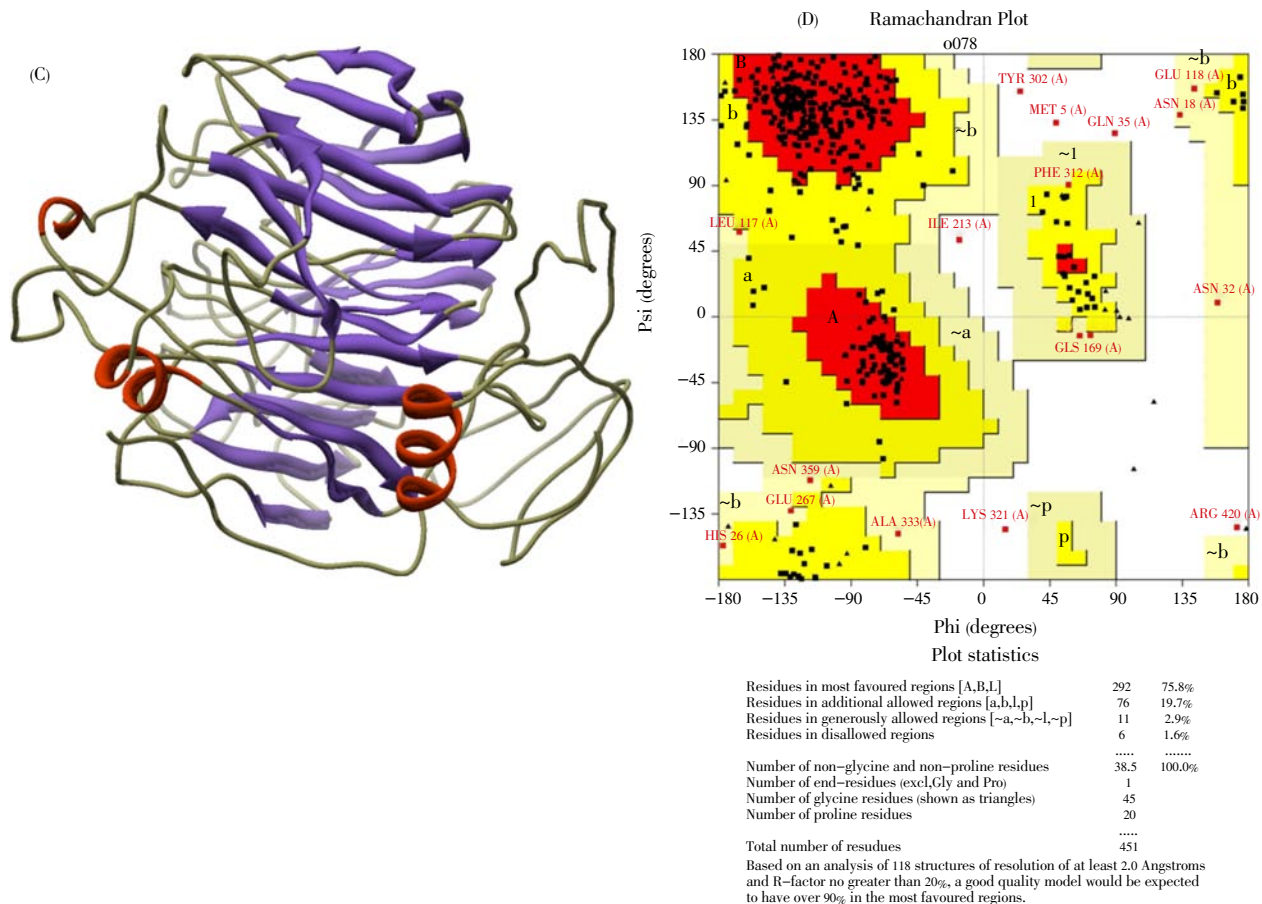 (C)
(D) Ramachandran Plot
o078
180
135
90
45
0
−45
−90
−135
Psi (degrees)
B
b
~b
TYR 302 (A)
GLU 118 (A)
~b
b
MET 5 (A)
ASN 18 (A)
GLN 35 (A)
~b
~1
PHE 312 (A)
1
LEU 117 (A)
ILE 213 (A)
a
ASN 32 (A)
A
~a
GLS 169 (A)
ASN 359 (A)
~b
GLU 267 (A)
ALA 333(A)
LYS 321 (A)
~p
ARG 420 (A)
HIS 26 (A)
p
~b
−180 −135 −90 −45 0 45 90 135 180
Phi (degrees)
Plot statistics
Residues in most favoured regions [A,B,L] 292 75.8%
Residues in additional allowed regions [a,b,l,p] 76 19.7%
Residues in generously allowed regions [~a,~b,~l,~p] 11 2.9%
Residues in disallowed regions 6 1.6%
..... .......
Number of non−glycine and non−proline residues 38.5 100.0%
Number of end−residues (excl,Gly and Pro) 1
Number of glycine residues (shown as triangles) 45
Number of proline residues 20
.....
Total number of resudues 451
Based on an analysis of 118 structures of resolution of at least 2.0 Angstroms
and R−factor no greater than 20%, a good quality model would be expected
to have over 90% in the most favoured regions.